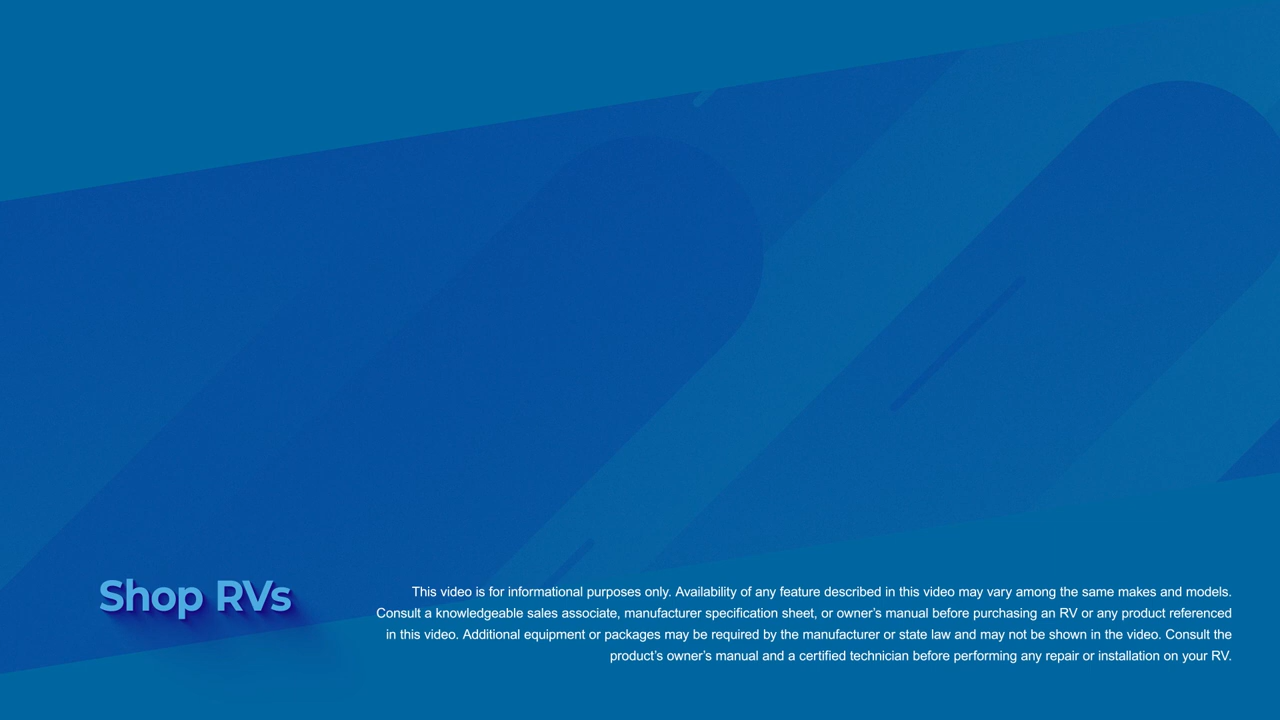 Shop RVs
This video is for informational purposes only. Availability of any feature described in this video may vary among the same makes and models.
Consult a knowledgeable sales associate, manufacturer specification sheet, or owner’s manual before purchasing an RV or any product referenced
in this video. Additional equipment or packages may be required by the manufacturer or state law and may not be shown in the video. Consult the
product’s owner’s manual and a certified technician before performing any repair or installation on your RV.